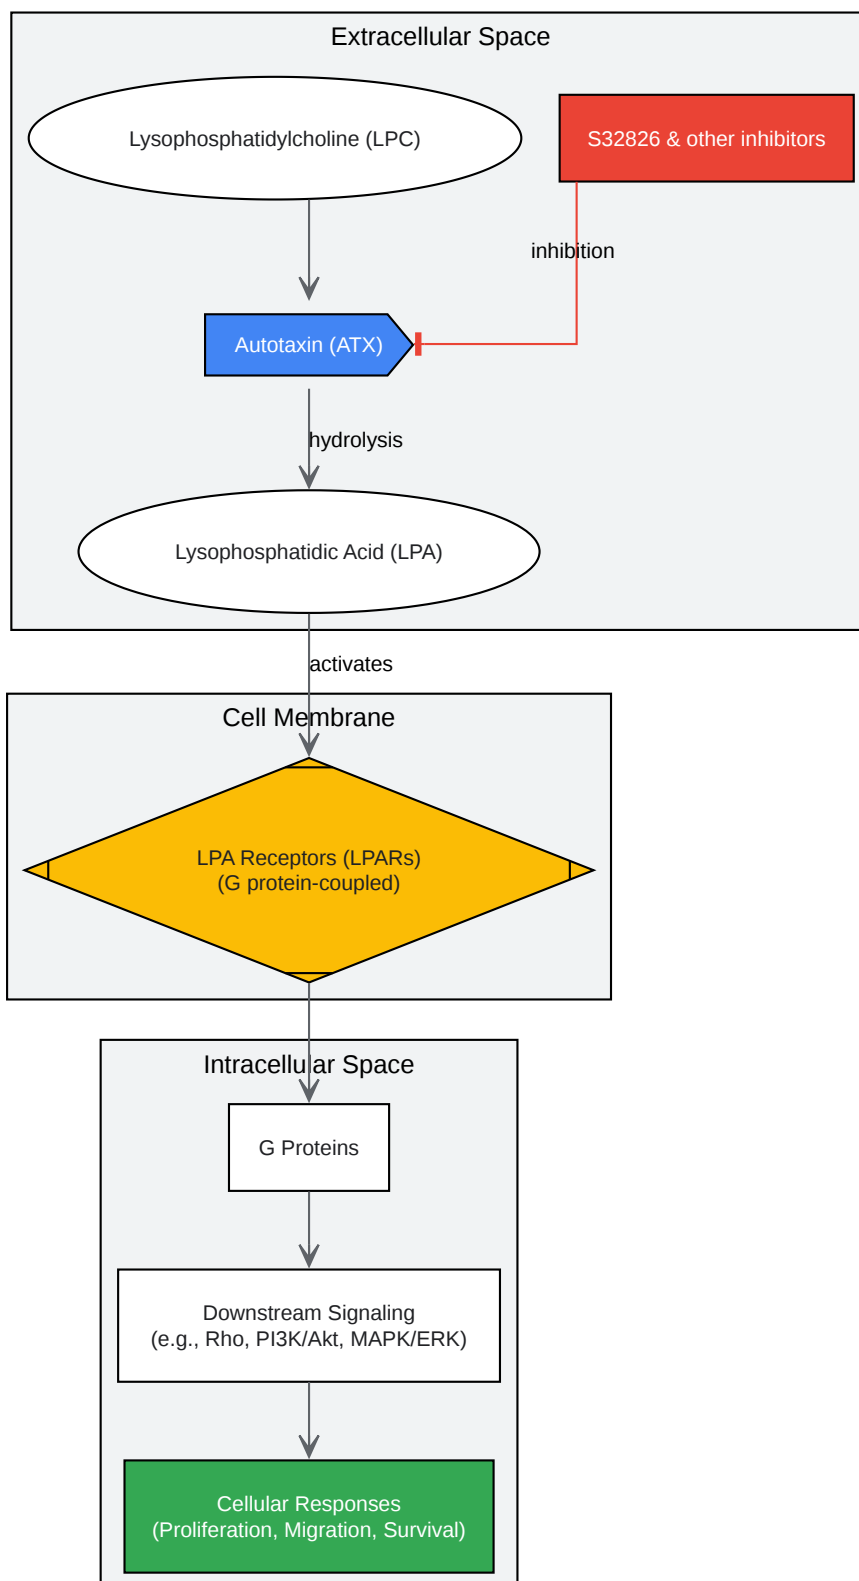 Extracellular Space
Lysophosphatidylcholine (LPC)
S32826 & other inhibitors
inhibition
Autotaxin (ATX)
hydrolysis
Lysophosphatidic Acid (LPA)
activates
Cell Membrane
LPA Receptors (LPARs)
(G protein-coupled)
Intracellular Space
G Proteins
Downstream Signaling
(e.g., Rho, PI3K/Akt, MAPK/ERK)
Cellular Responses
(Proliferation, Migration, Survival)